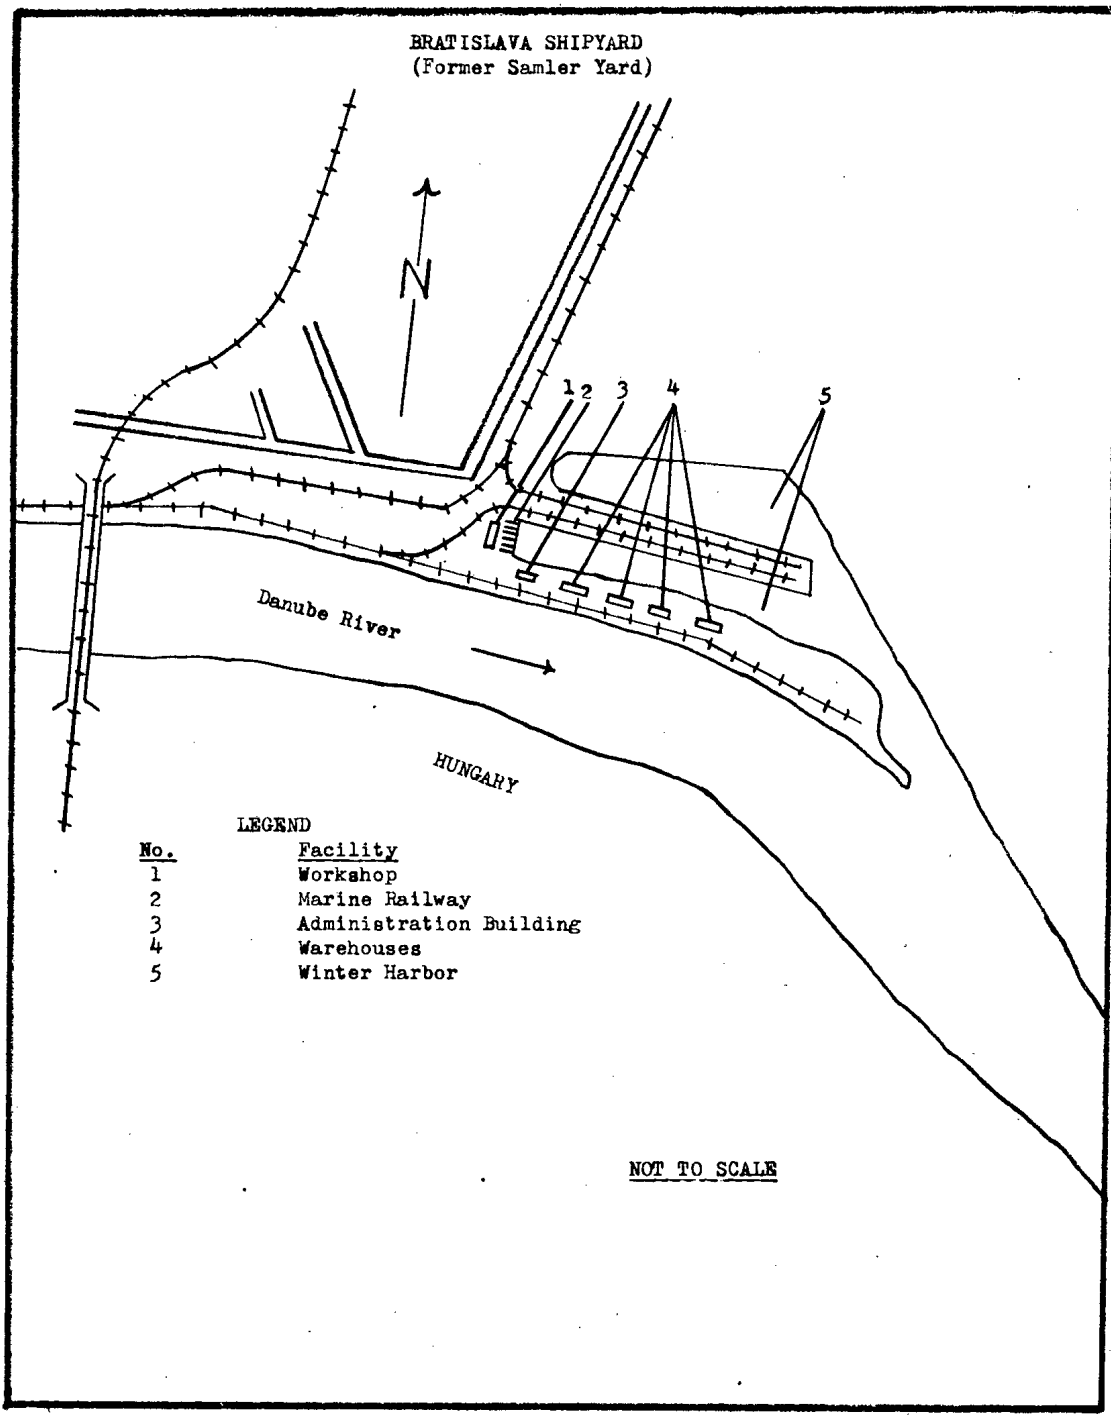 BRATISLAVA SHIPYARD
(Former Samler Yard)
N
1 2 3 4 5
Danube River
HUNGARY
LEGEND
No. Facility
1 Workshop
2 Marine Railway
3 Administration Building
4 Warehouses
5 Winter Harbor
NOT TO SCALE